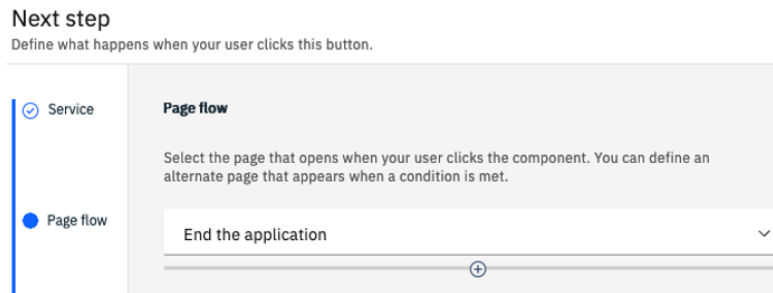 Next step
Define what happens when your user clicks this button.
Service
Page flow
Select the page that opens when your user clicks the component. You can define an
alternate page that appears when a condition is met.
Page flow
End the application